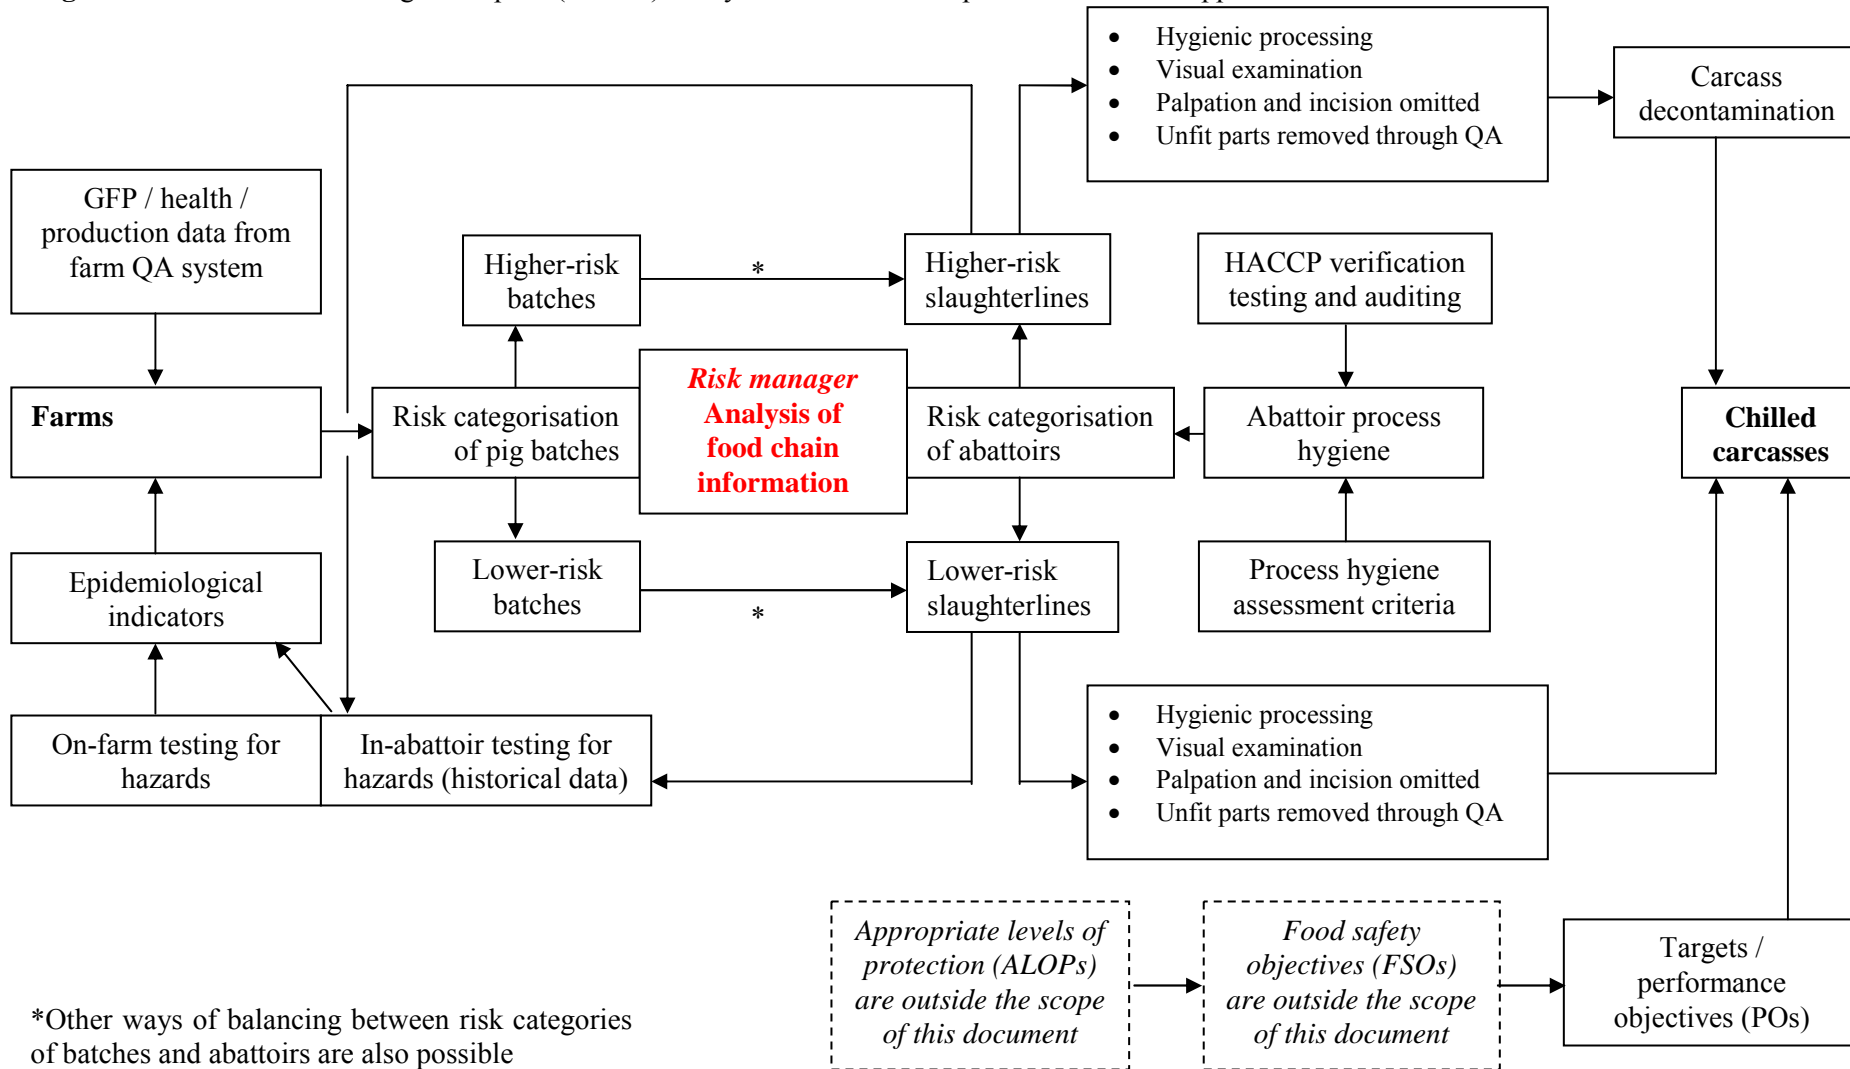 • Hygienic processing
• Visual examination
• Palpation and incision omitted
• Unfit parts removed through QA
Carcass
decontamination
GFP / health /
production data from
farm QA system
Higher-risk
batches
*
Higher-risk
slaughterlines
HACCP verification
testing and auditing
Farms
Risk categorisation
of pig batches
Risk manager
Analysis of
food chain
information
Risk categorisation
of abattoirs
Abattoir process
hygiene
Chilled
carcasses
Epidemiological
indicators
Lower-risk
batches
*
Lower-risk
slaughterlines
Process hygiene
assessment criteria
On-farm testing for
hazards
In-abattoir testing for
hazards (historical data)
• Hygienic processing
• Visual examination
• Palpation and incision omitted
• Unfit parts removed through QA
Appropriate levels of
protection (ALOPs)
are outside the scope
of this document
Food safety
objectives (FSOs)
are outside the scope
of this document
Targets /
performance
objectives (POs)
*Other ways of balancing between risk categories
of batches and abattoirs are also possible